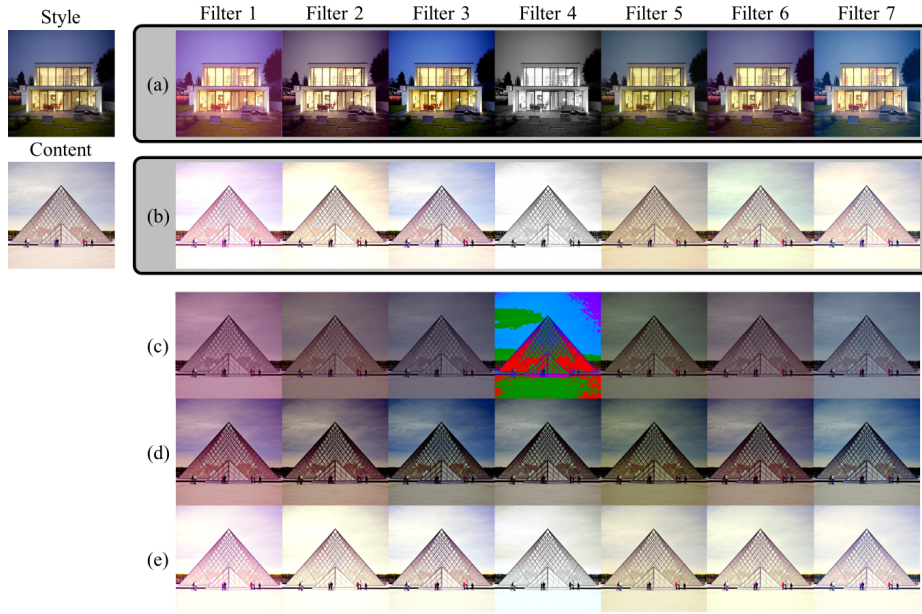 Style
Filter 1 Filter 2 Filter 3 Filter 4 Filter 5 Filter 6 Filter 7
(a)
Content
(b)
(c)
(d)
(e)